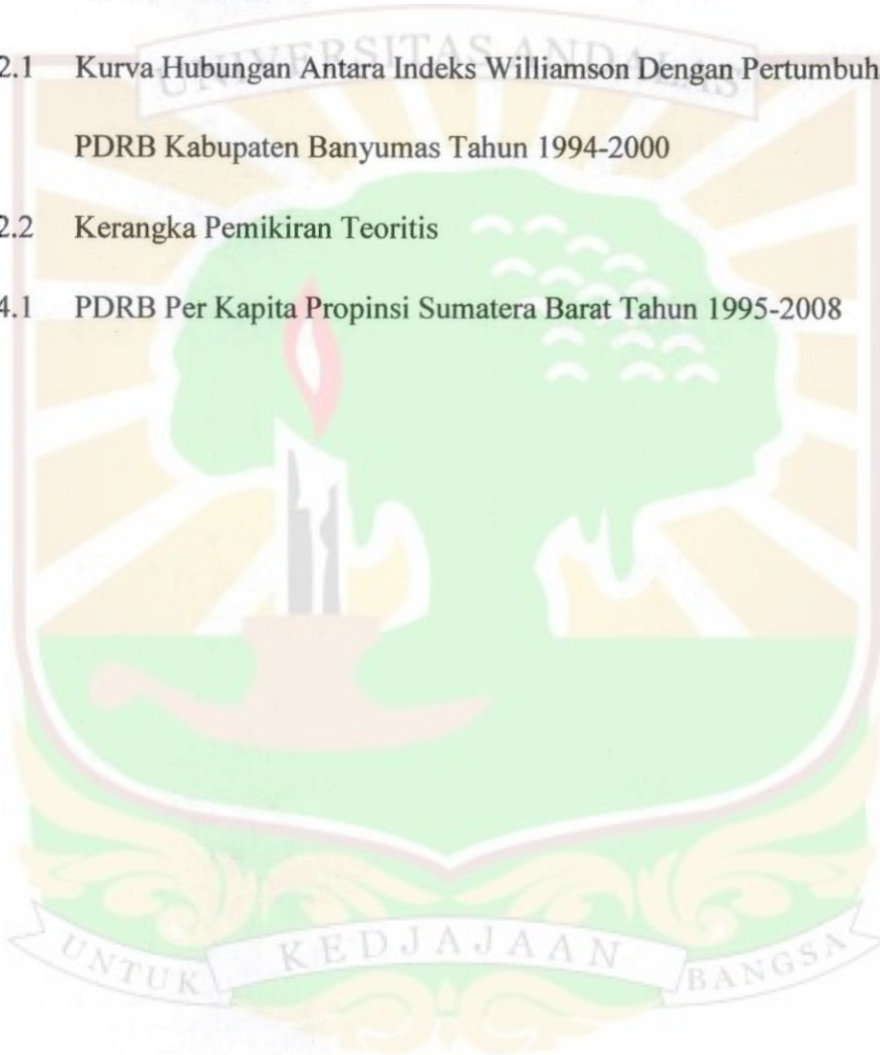 UNIVERSITAS ANDALAS
2.1 Kurva Hubungan Antara Indeks Williamson Dengan Pertumbuh
PDRB Kabupaten Banyumas Tahun 1994-2000
2.2 Kerangka Pemikiran Teoritis
4.1 PDRB Per Kapita Propinsi Sumatera Barat Tahun 1995-2008
UNTUK KEDJAJAAN BANGSA